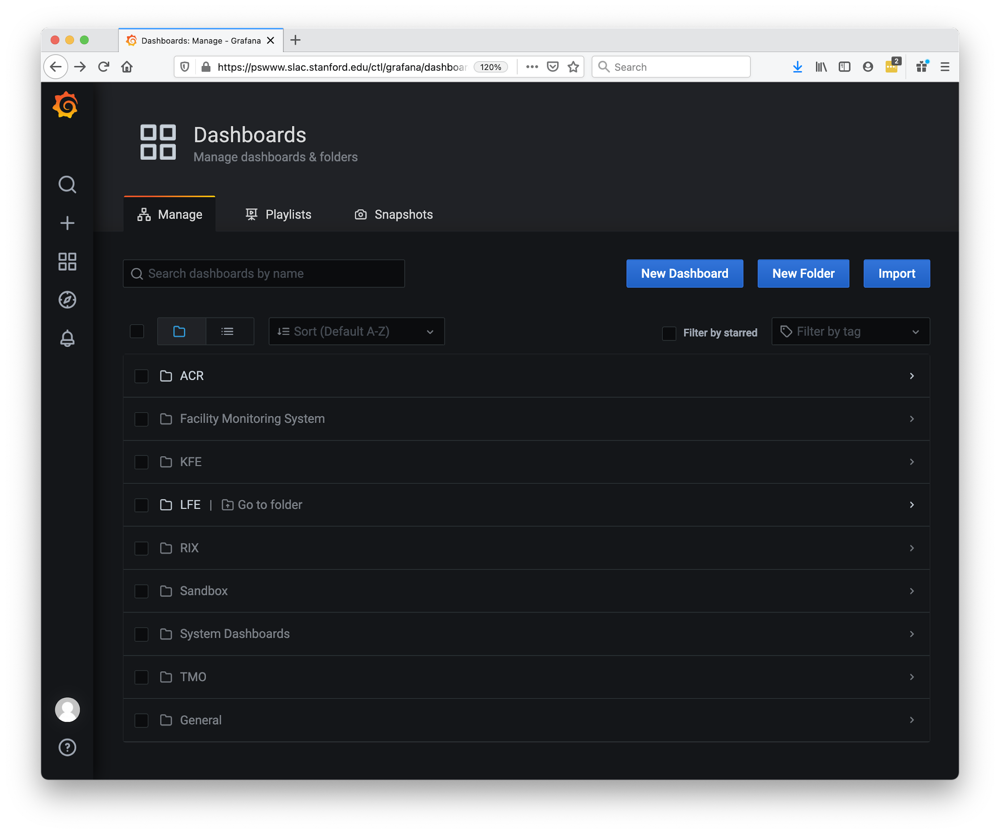 Dashboards: Manage - Grafana
https://pswww.slac.stanford.edu/ctl/grafana/dashboar 120% Search 2
Dashboards
Manage dashboards & folders
Manage Playlists Snapshots
Search dashboards by name New Dashboard New Folder Import
Sort (Default A-Z) Filter by starred Filter by tag
ACR
Facility Monitoring System
KFE
LFE | Go to folder
RIX
Sandbox
System Dashboards
TMO
General